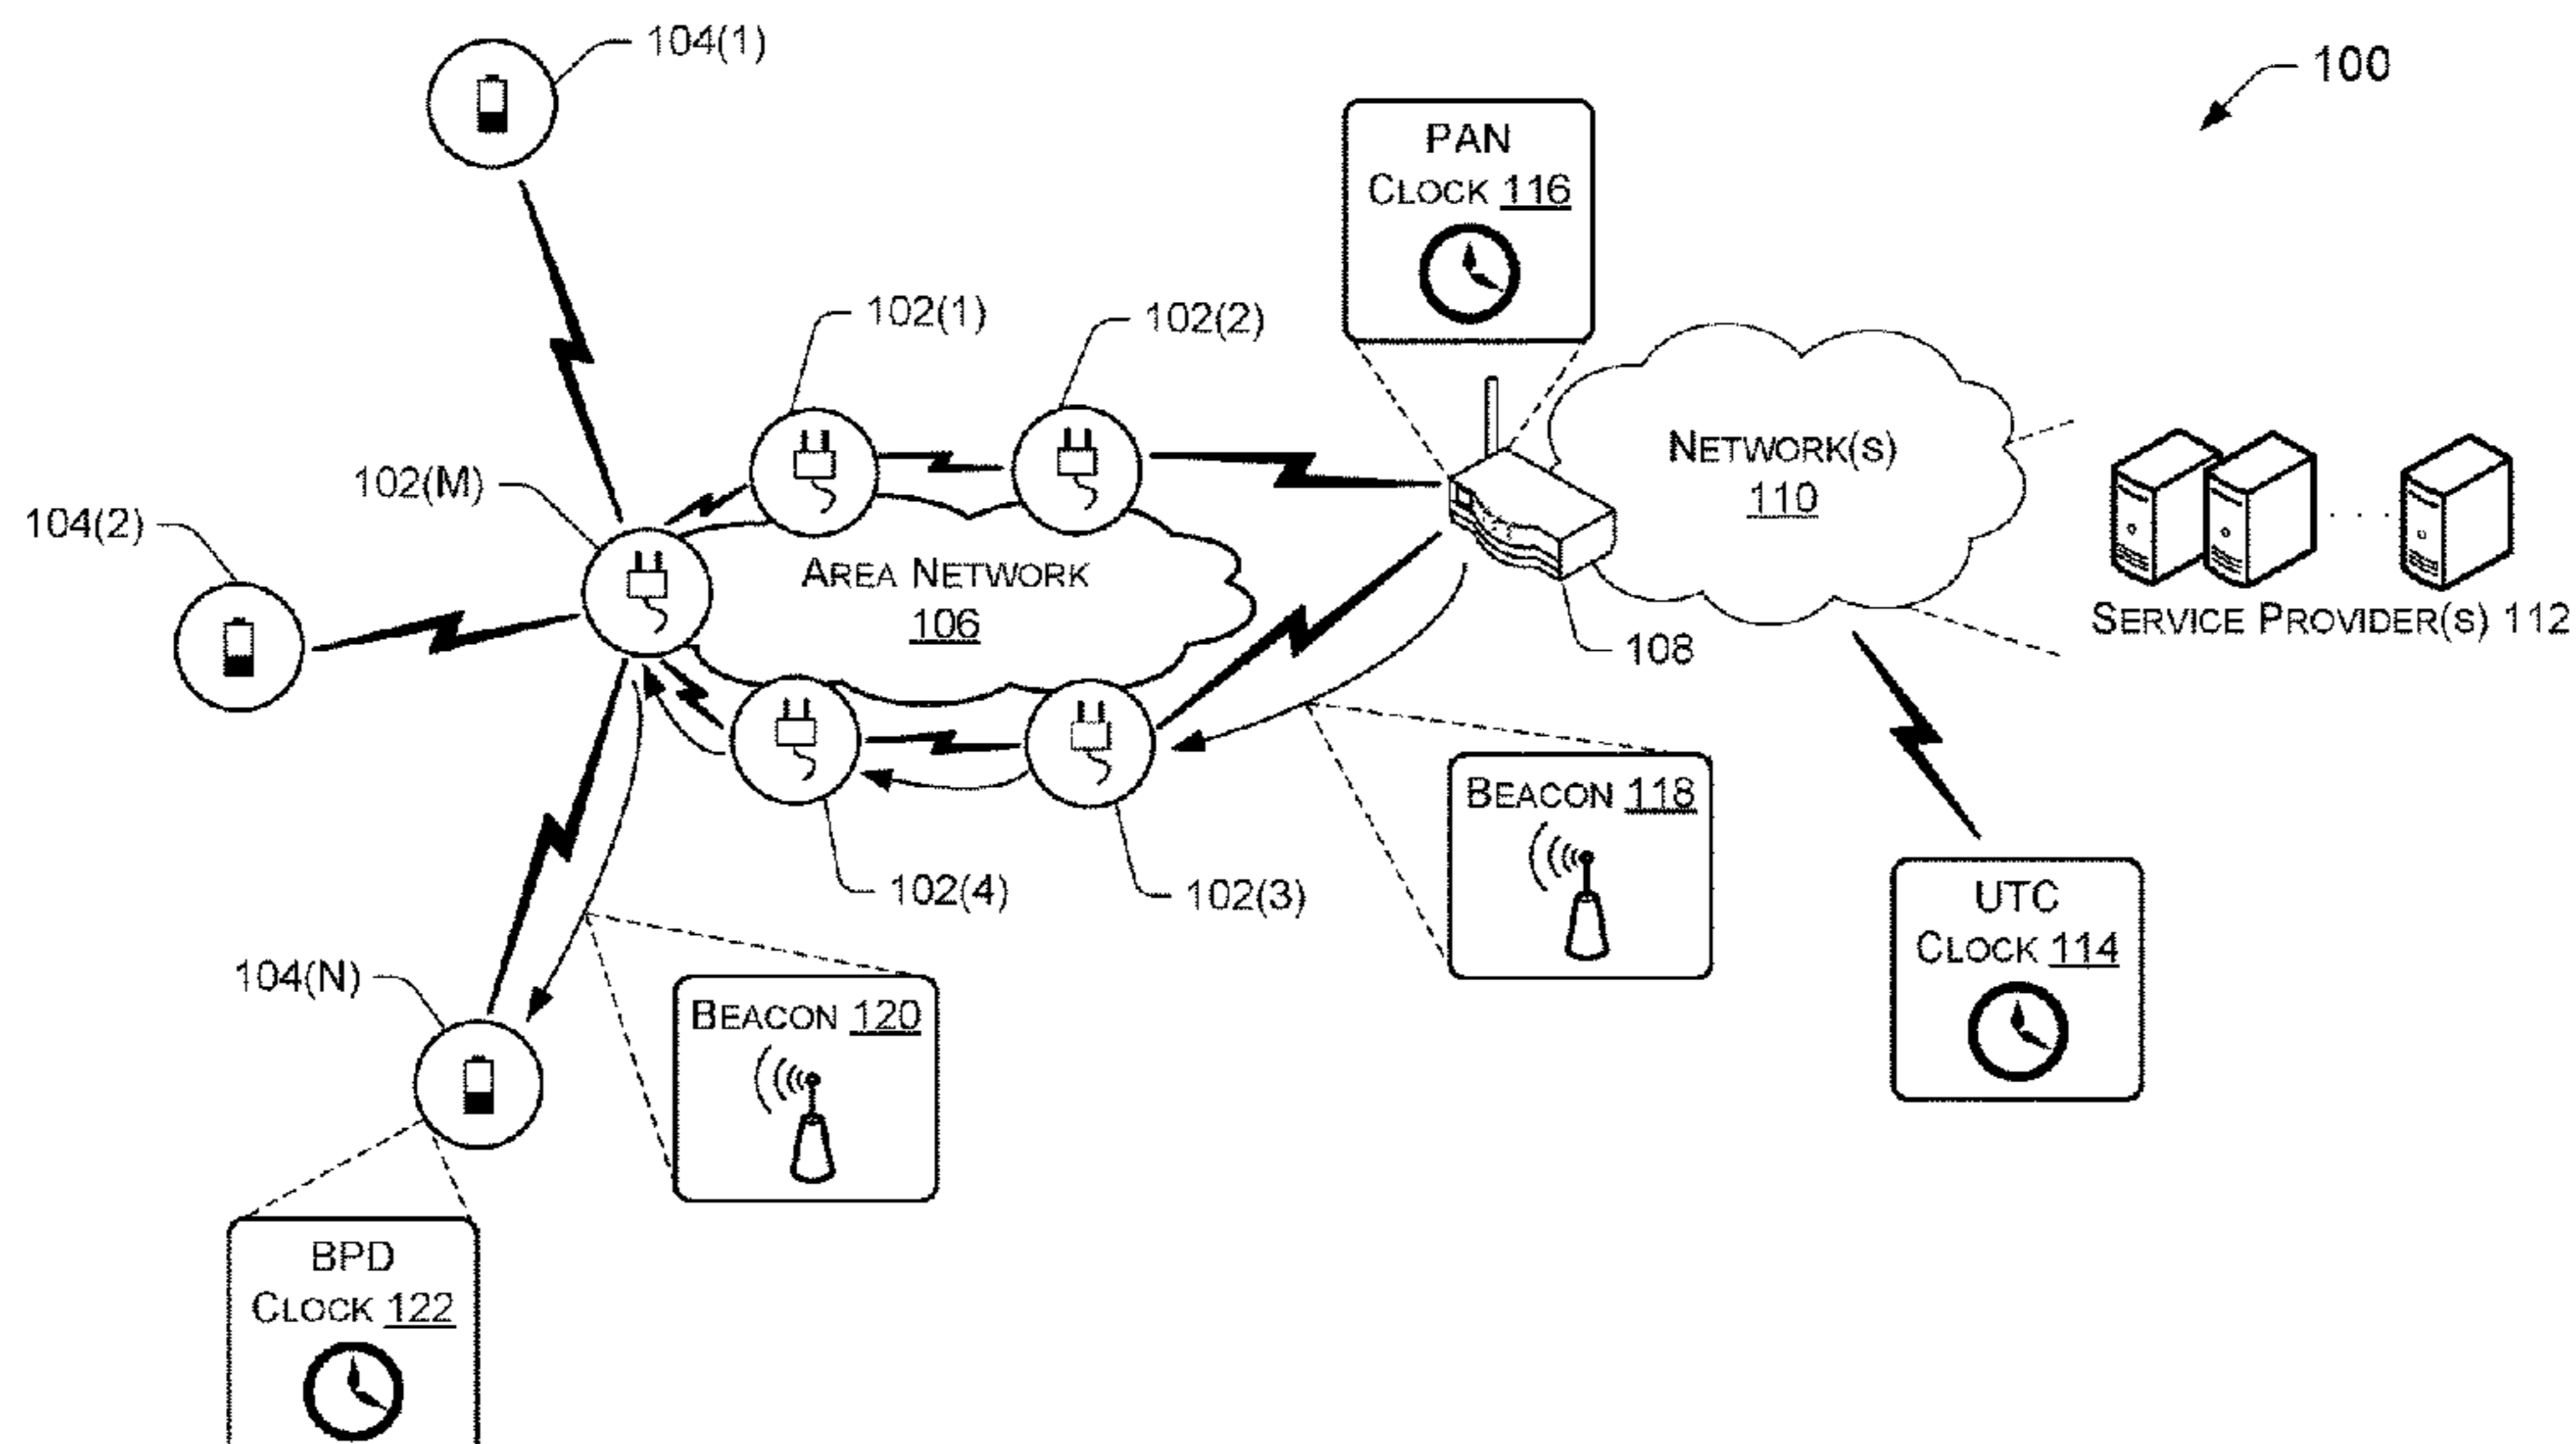 104(1)
100
PAN
CLOCK 116
102(1)
102(2)
NETWORK(S)
110
102(M)
104(2)
AREA NETWORK
106
SERVICE PROVIDER(S) 112
108
BEACON 118
102(4)
102(3)
UTC
CLOCK 114
104(N)
BEACON 120
BPD
CLOCK 122